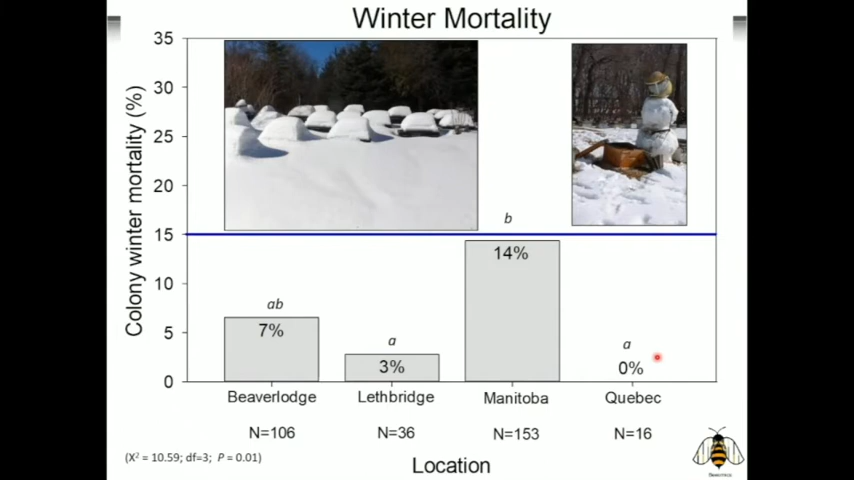 Winter Mortality
Colony winter mortality (%)
35
30
25
20
15
10
5
0
ab
7%
a
3%
b
14%
a
0%
Beaverlodge
Lethbridge
Manitoba
Quebec
N=106
N=36
N=153
N=16
(X² = 10.59; df=3; P = 0.01)
Location